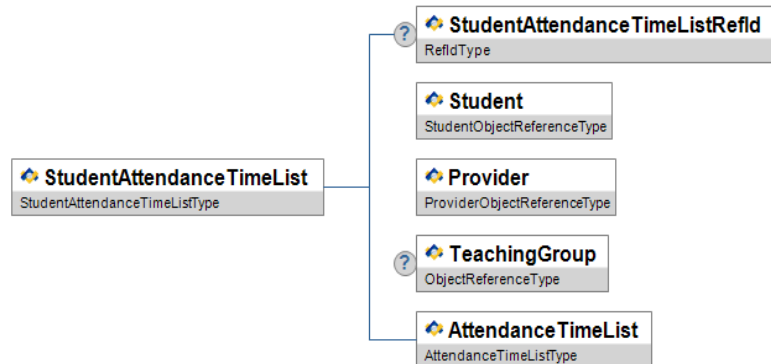 StudentAttendanceTimeListRefId
RefIdType
?
Student
StudentObjectReferenceType
StudentAttendanceTimeList
StudentAttendanceTimeListType
Provider
ProviderObjectReferenceType
?
TeachingGroup
ObjectReferenceType
AttendanceTimeList
AttendanceTimeListType